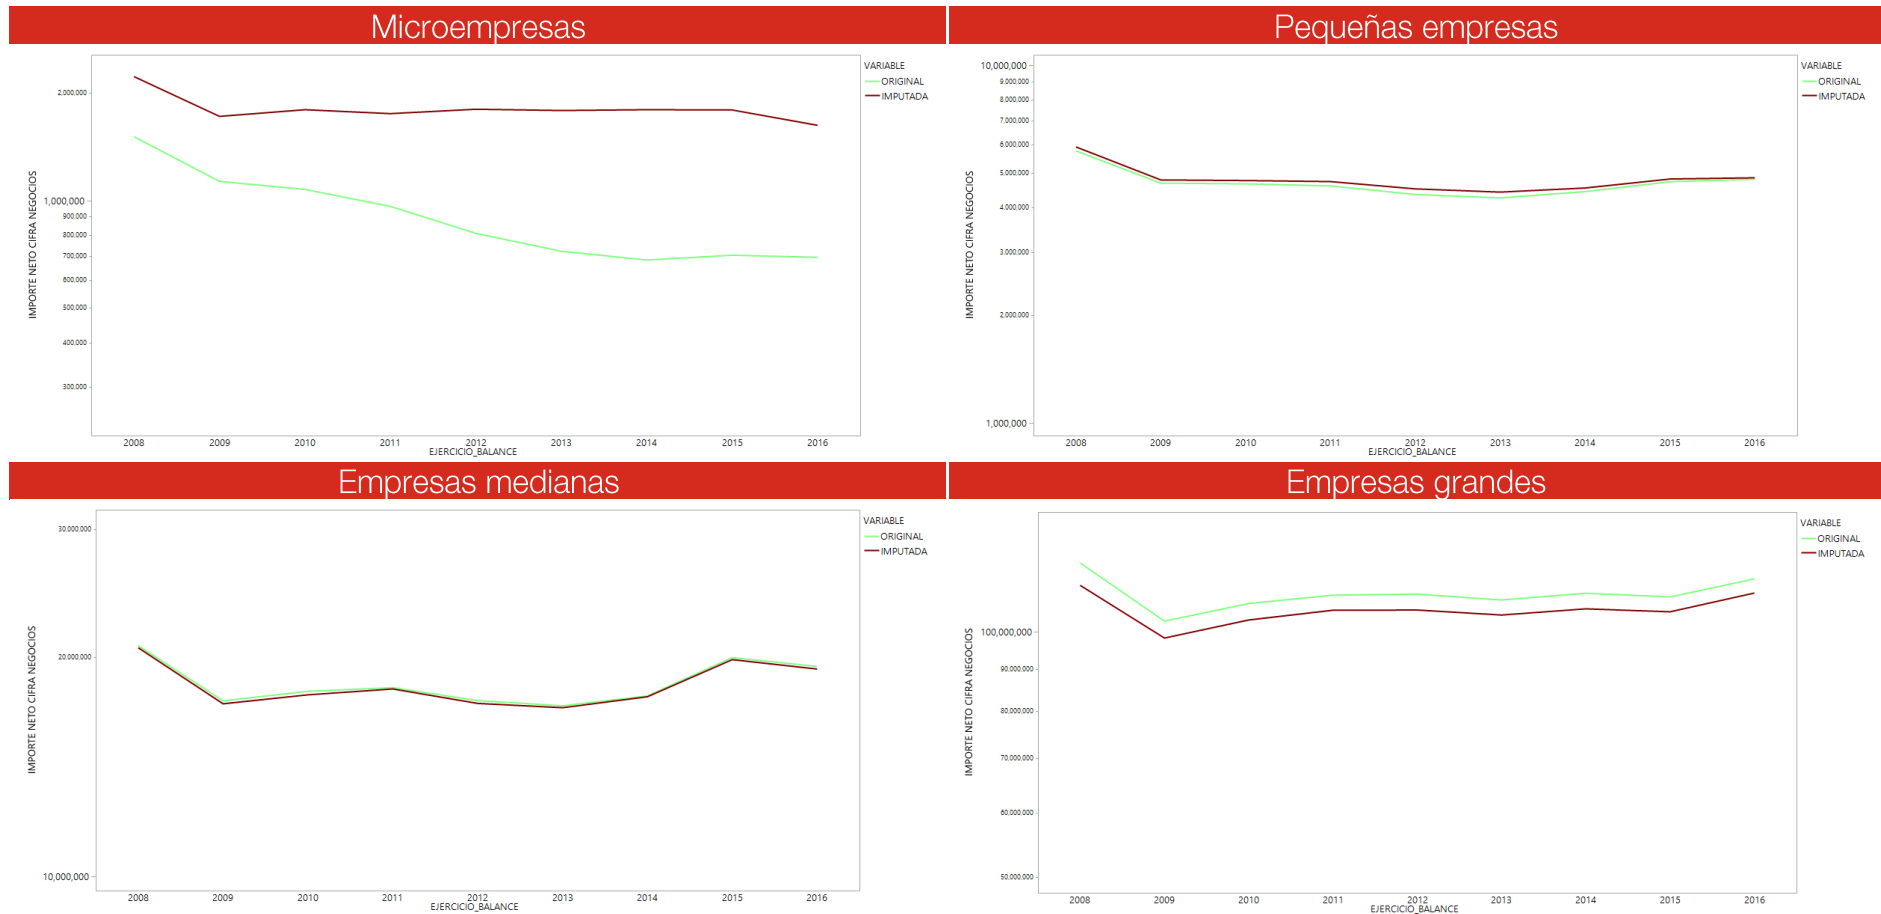 Microempresas
VARIABLE
ORIGINAL
IMPUTADA
IMPORTE NETO CIFRA NEGOCIOS
2,000,000
1,000,000
900,000
800,000
700,000
600,000
500,000
400,000
300,000
2008 2009 2010 2011 2012 2013 2014 2015 2016
EJERCICIO_BALANCE
Pequeñas empresas
VARIABLE
ORIGINAL
IMPUTADA
IMPORTE NETO CIFRA NEGOCIOS
10,000,000
9,000,000
8,000,000
7,000,000
6,000,000
5,000,000
4,000,000
3,000,000
2,000,000
1,000,000
2008 2009 2010 2011 2012 2013 2014 2015 2016
EJERCICIO_BALANCE
Empresas medianas
VARIABLE
ORIGINAL
IMPUTADA
IMPORTE NETO CIFRA NEGOCIOS
30,000,000
20,000,000
10,000,000
2008 2009 2010 2011 2012 2013 2014 2015 2016
EJERCICIO_BALANCE
Empresas grandes
VARIABLE
ORIGINAL
IMPUTADA
IMPORTE NETO CIFRA NEGOCIOS
100,000,000
90,000,000
80,000,000
70,000,000
60,000,000
50,000,000
2008 2009 2010 2011 2012 2013 2014 2015 2016
EJERCICIO_BALANCE